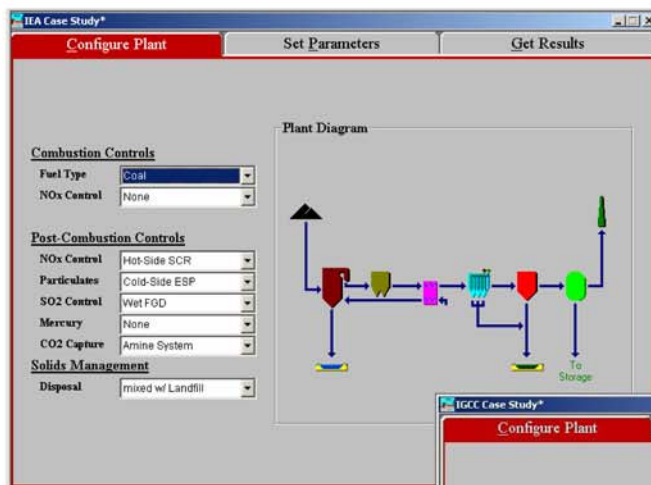 IEA Case Study*
Configure Plant Set Parameters Get Results
Plant Diagram
Combustion Controls
Fuel Type Coal
NOx Control None
Post-Combustion Controls
NOx Control Hot-Side SCR
Particulates Cold-Side ESP
SO2 Control Wet FGD
Mercury None
CO2 Capture Amine System
Solids Management
Disposal mixed w/ Landfill
To
Storage
IGCC Case Study*
Configure Plant